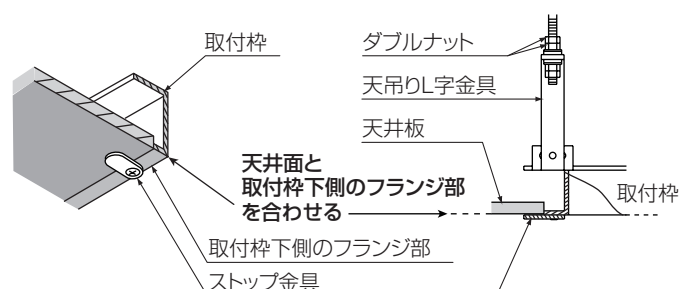 取付枠
天井面と
取付枠下側のフランジ部
を合わせる
取付枠下側のフランジ部
ストップ金具
ダブルナット
天吊りL字金具
天井板
取付枠